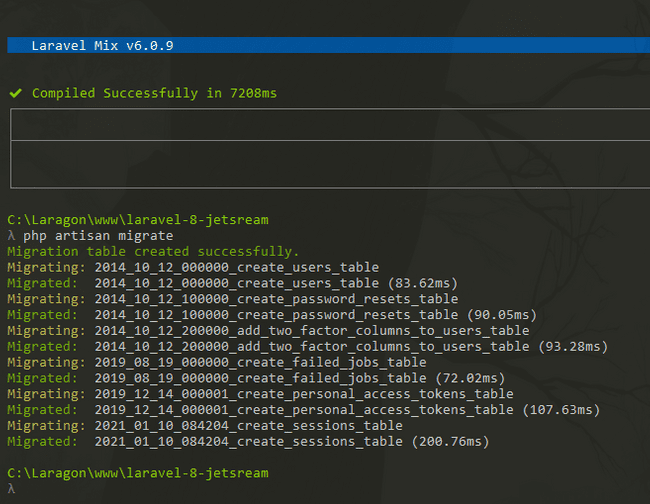 Laravel Mix v6.0.9
✔ Compiled Successfully in 7208ms
C:\Laragon\www\laravel-8-jetsream
λ php artisan migrate
Migration table created successfully.
Migrating: 2014_10_12_000000_create_users_table
Migrated:  2014_10_12_000000_create_users_table (83.62ms)
Migrating: 2014_10_12_100000_create_password_resets_table
Migrated:  2014_10_12_100000_create_password_resets_table (90.05ms)
Migrating: 2014_10_12_200000_add_two_factor_columns_to_users_table
Migrated:  2014_10_12_200000_add_two_factor_columns_to_users_table (93.28ms)
Migrating: 2019_08_19_000000_create_failed_jobs_table
Migrated:  2019_08_19_000000_create_failed_jobs_table (72.02ms)
Migrating: 2019_12_14_000001_create_personal_access_tokens_table
Migrated:  2019_12_14_000001_create_personal_access_tokens_table (107.63ms)
Migrating: 2021_01_10_084204_create_sessions_table
Migrated:  2021_01_10_084204_create_sessions_table (200.76ms)
C:\Laragon\www\laravel-8-jetsream
λ